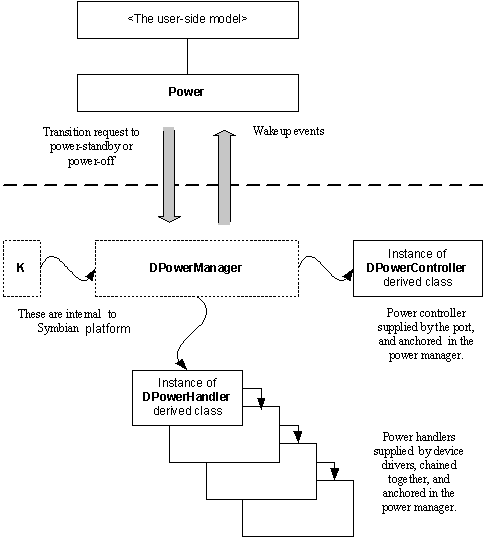 <The user-side model>
Power
Transition request to
power-standby or
power-off
Wakeup events
K
DPowerManager
Instance of
DPowerController
derived class
These are internal to
Symbian platform
Power controller
supplied by the port,
and anchored in the
power manager.
Instance of
DPowerHandler
derived class
Power handlers
supplied by device
drivers, chained
together, and
anchored in the
power manager.